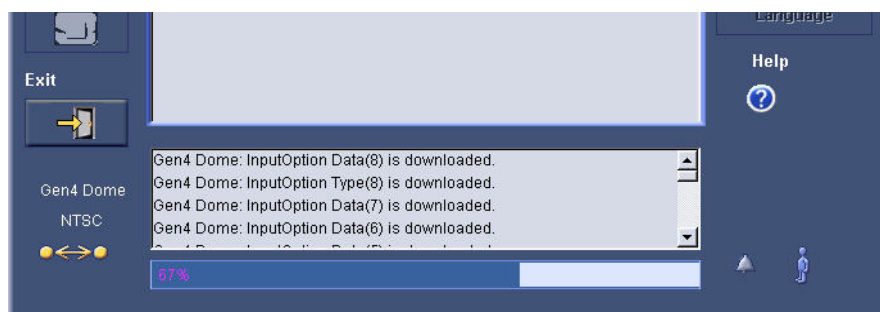 Language
Help
Exit
Gen4 Dome: InputOption Data(8) is downloaded.
Gen4 Dome: InputOption Type(8) is downloaded.
Gen4 Dome: InputOption Data(7) is downloaded.
Gen4 Dome: InputOption Data(6) is downloaded.
Gen4 Dome
NTSC
67%